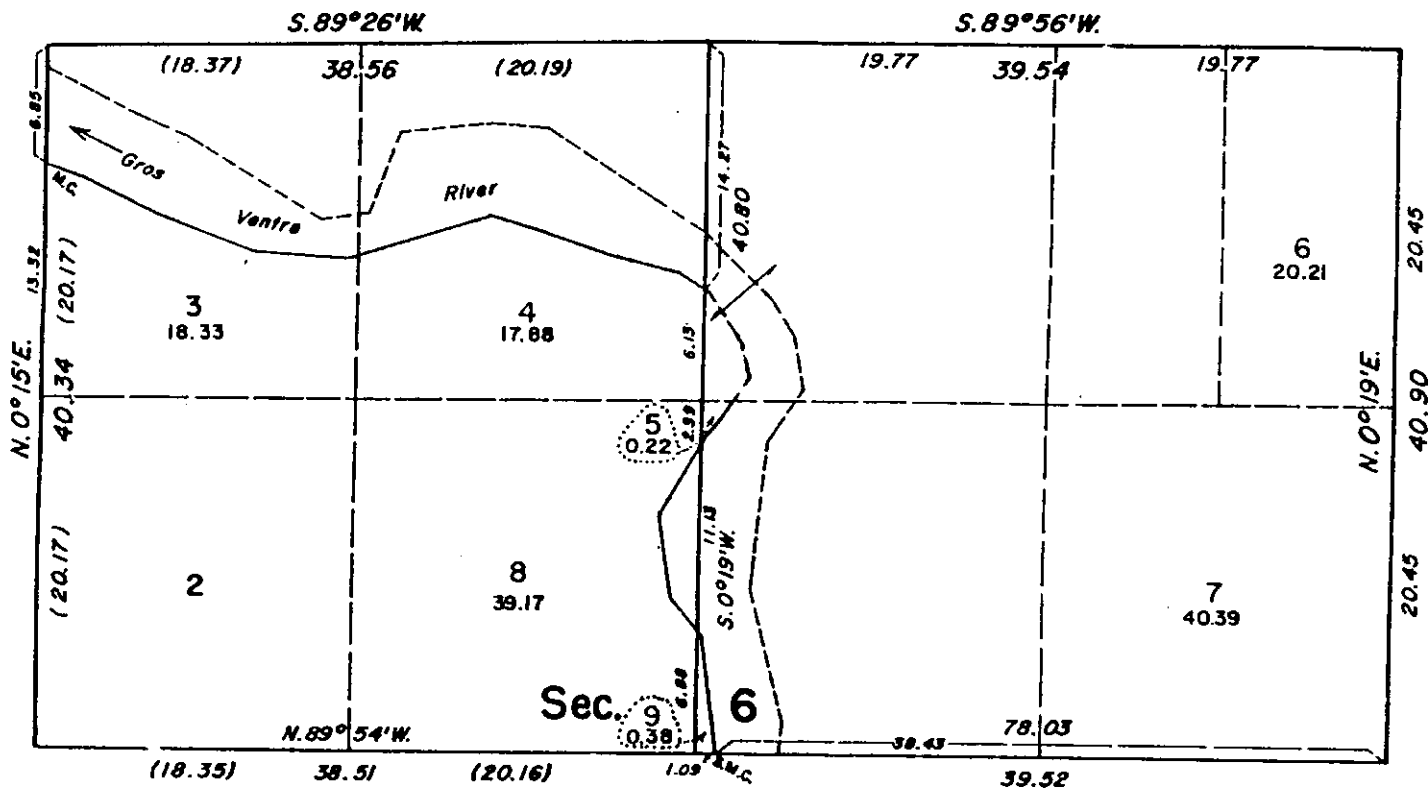 S.89°26'W. S.89°56'W.
(18.37) 38.56 (20.19) 19.77 39.54 19.77
6.85
14.27
40.80
Gros
Ventre
River
M.C.
13.32
(20.17)
N.0°15'E.
40.34
3
18.33
4
17.88
6.13
6
20.21
20.45
N.0°19'E.
40.90
5
0.22
2.99
(20.17)
2
8
39.17
11.13
S.0°19'W.
7
40.39
20.45
Sec. 6
9
0.38
6.88
N.89°54'W.
78.03
38.43
(18.35) 38.51 (20.16) 1.09 M.C. 39.52